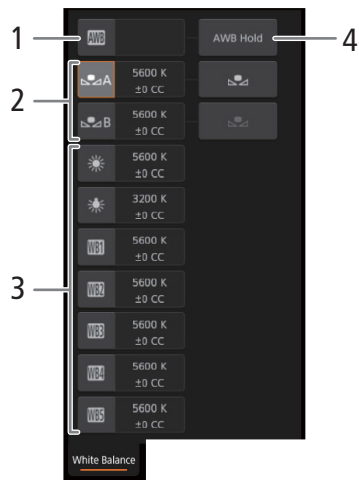 1
AWB
AWB Hold
4
2
A
5600 K
±0 CC
B
5600 K
±0 CC
3
5600 K
±0 CC
3200 K
±0 CC
WB1
5600 K
±0 CC
WB2
5600 K
±0 CC
WB3
5600 K
±0 CC
WB4
5600 K
±0 CC
WB5
5600 K
±0 CC
White Balance